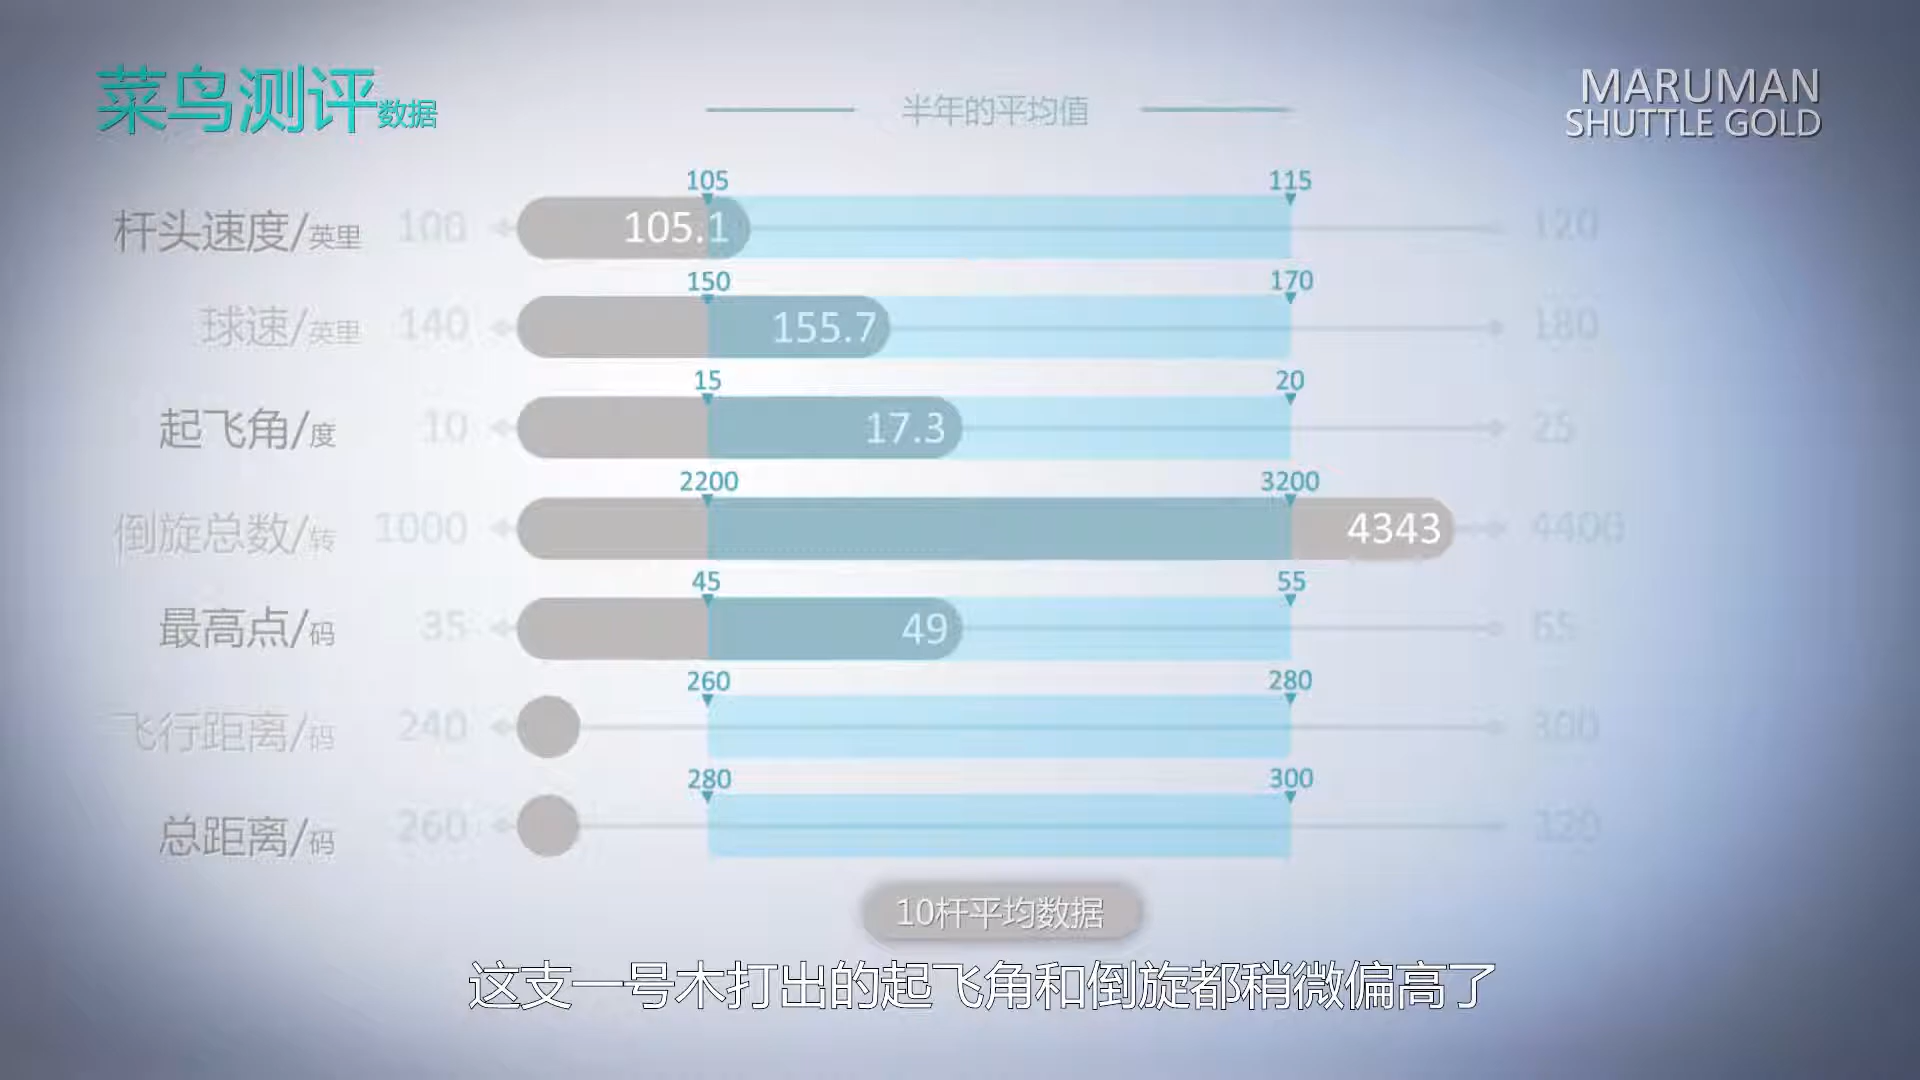 菜鸟测评数据
半年的平均值
MARUMAN
SHUTTLE GOLD
105 115
杆头速度/英里 100 105.1 120
150 170
球速/英里 140 155.7 180
15 20
起飞角/度 10 17.3 25
2200 3200
倒旋总数/转 1000 4343 4400
45 55
最高点/码 35 49 65
260 280
飞行距离/码 240 300
280 300
总距离/码 260 320
10杆平均数据
这支一号木打出的起飞角和倒旋都稍微偏高了